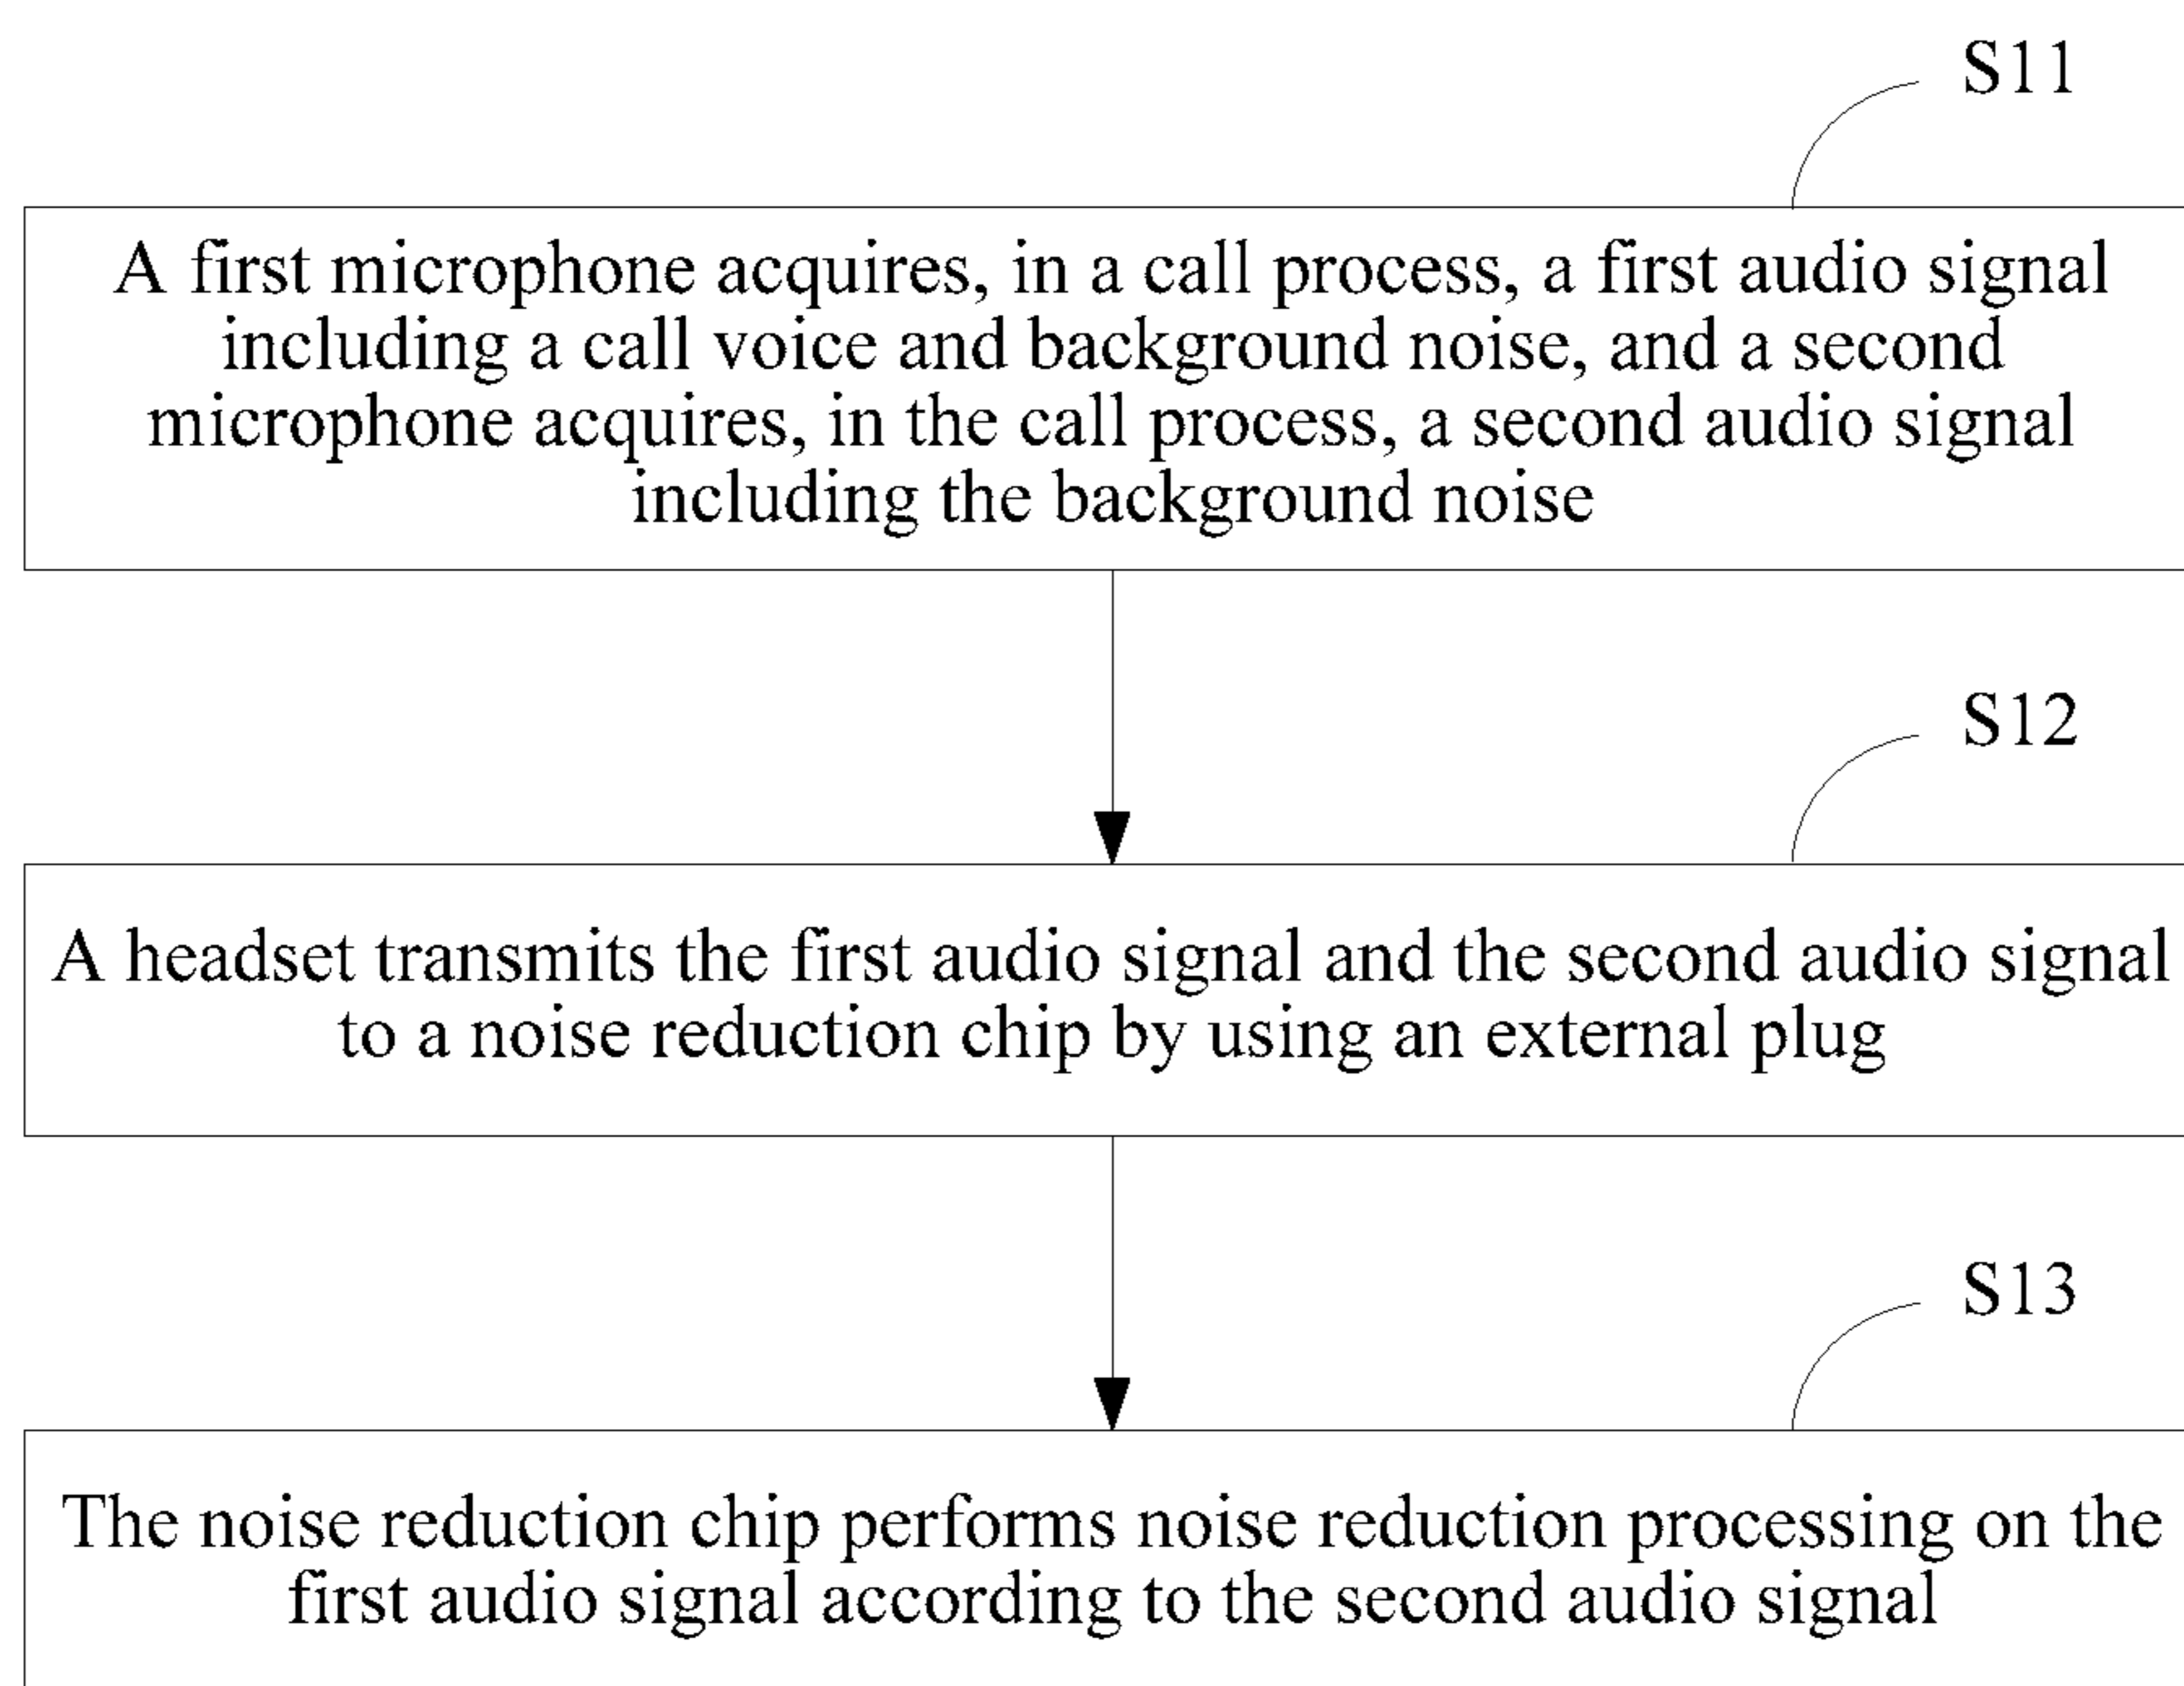 S11
A first microphone acquires, in a call process, a first audio signal
including a call voice and background noise, and a second
microphone acquires, in the call process, a second audio signal
including the background noise
S12
A headset transmits the first audio signal and the second audio signal
to a noise reduction chip by using an external plug
S13
The noise reduction chip performs noise reduction processing on the
first audio signal according to the second audio signal